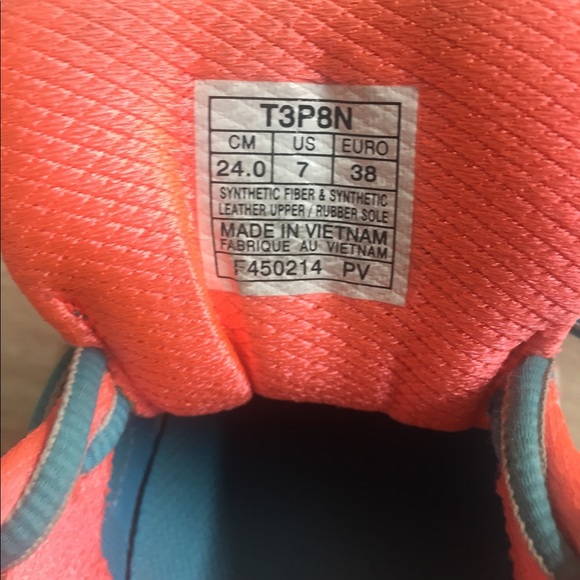 T3P8N
CM US EURO
24.0 7 38
SYNTHETIC FIBER & SYNTHETIC
LEATHER UPPER / RUBBER SOLE
MADE IN VIETNAM
FABRIQUE AU VIETNAM
F450214 PV